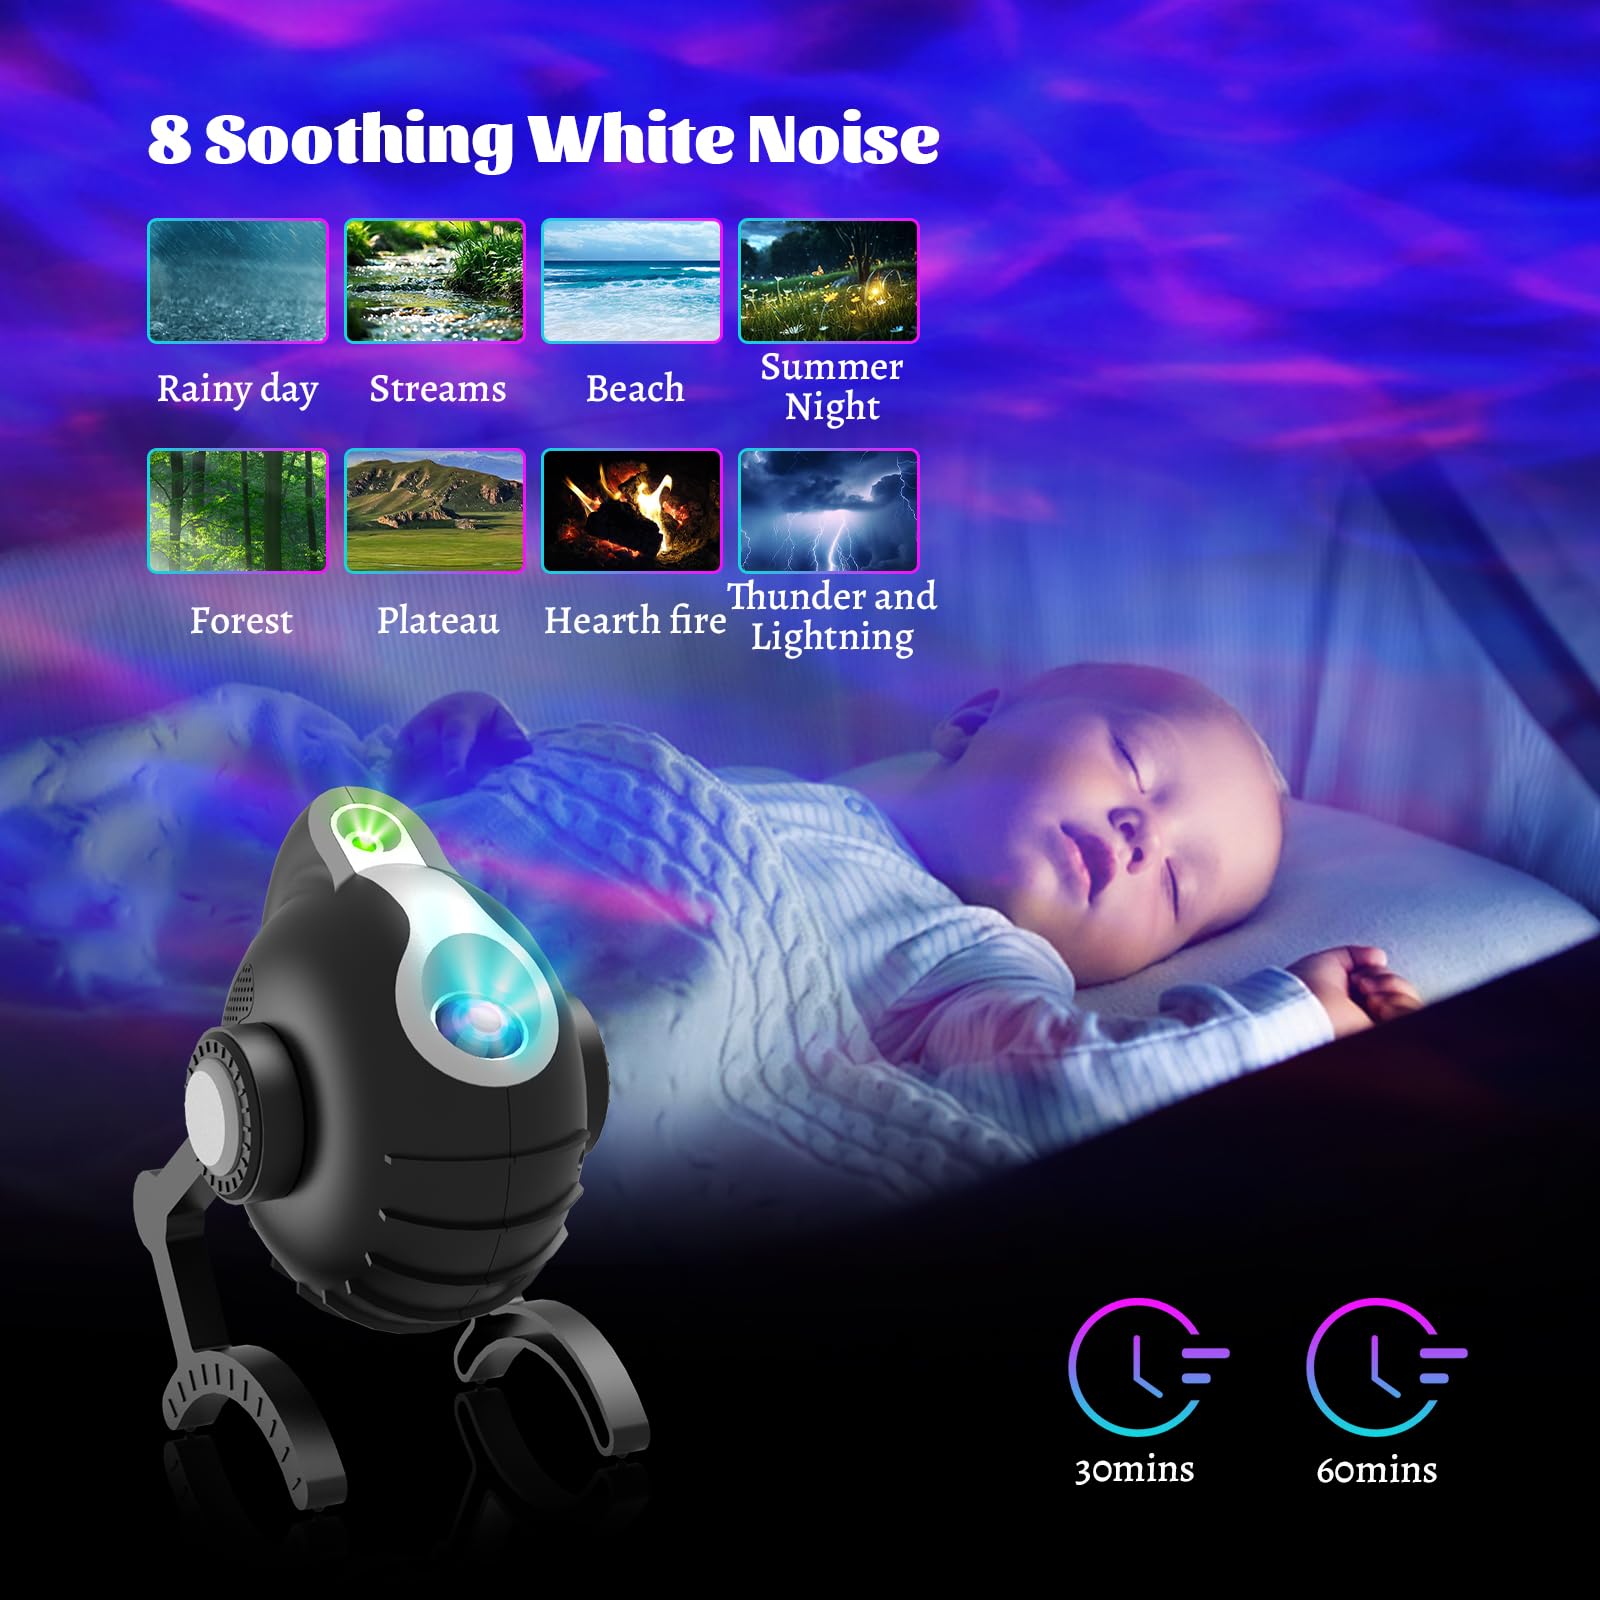 8 Soothing White Noise
Rainy day
Streams
Beach
Summer
Night
Forest
Plateau
Hearth fire
Thunder and
Lightning
30mins
60mins